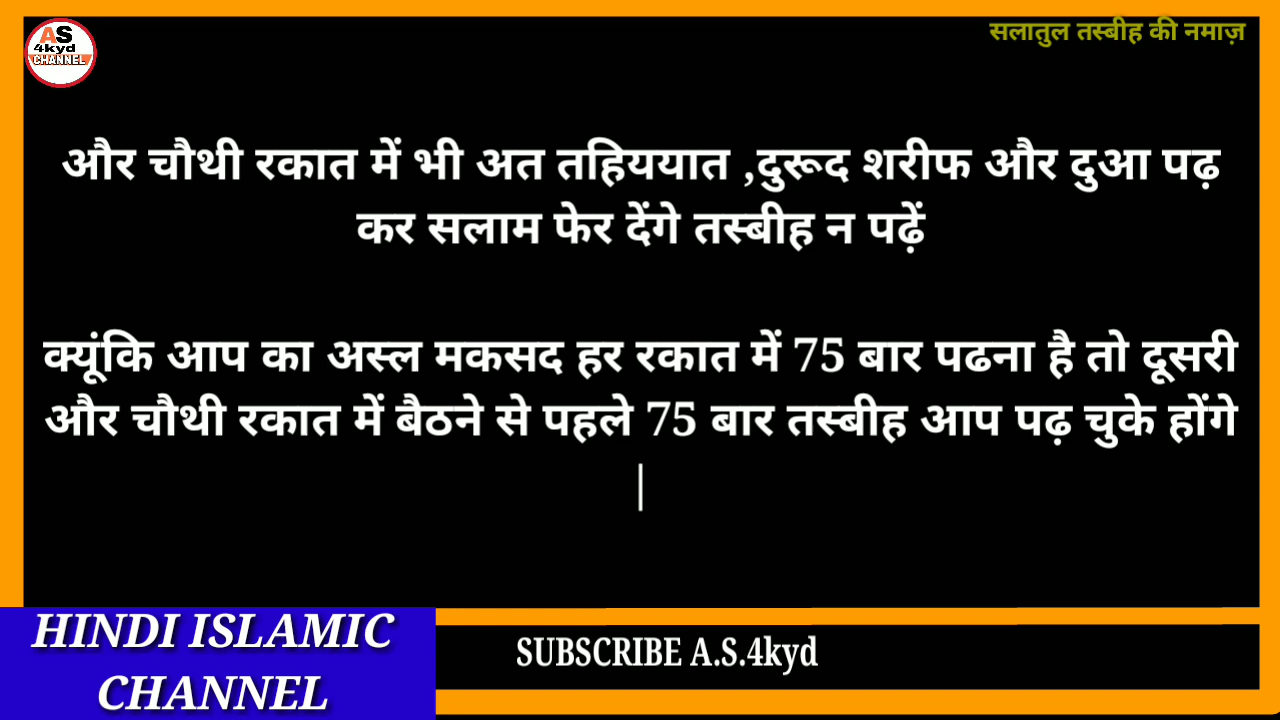 AS
4kyd
CHANNEL
सलातुल तस्बीह की नमाज़
और चौथी रकात में भी अत तहिययात ,दुरूद शरीफ और दुआ पढ़
कर सलाम फेर देंगे तस्बीह न पढ़ें
क्यूंकि आप का अस्ल मकसद हर रकात में 75 बार पढना है तो दूसरी
और चौथी रकात में बैठने से पहले 75 बार तस्बीह आप पढ़ चुके होंगे
|
HINDI ISLAMIC
CHANNEL
SUBSCRIBE A.S.4kyd